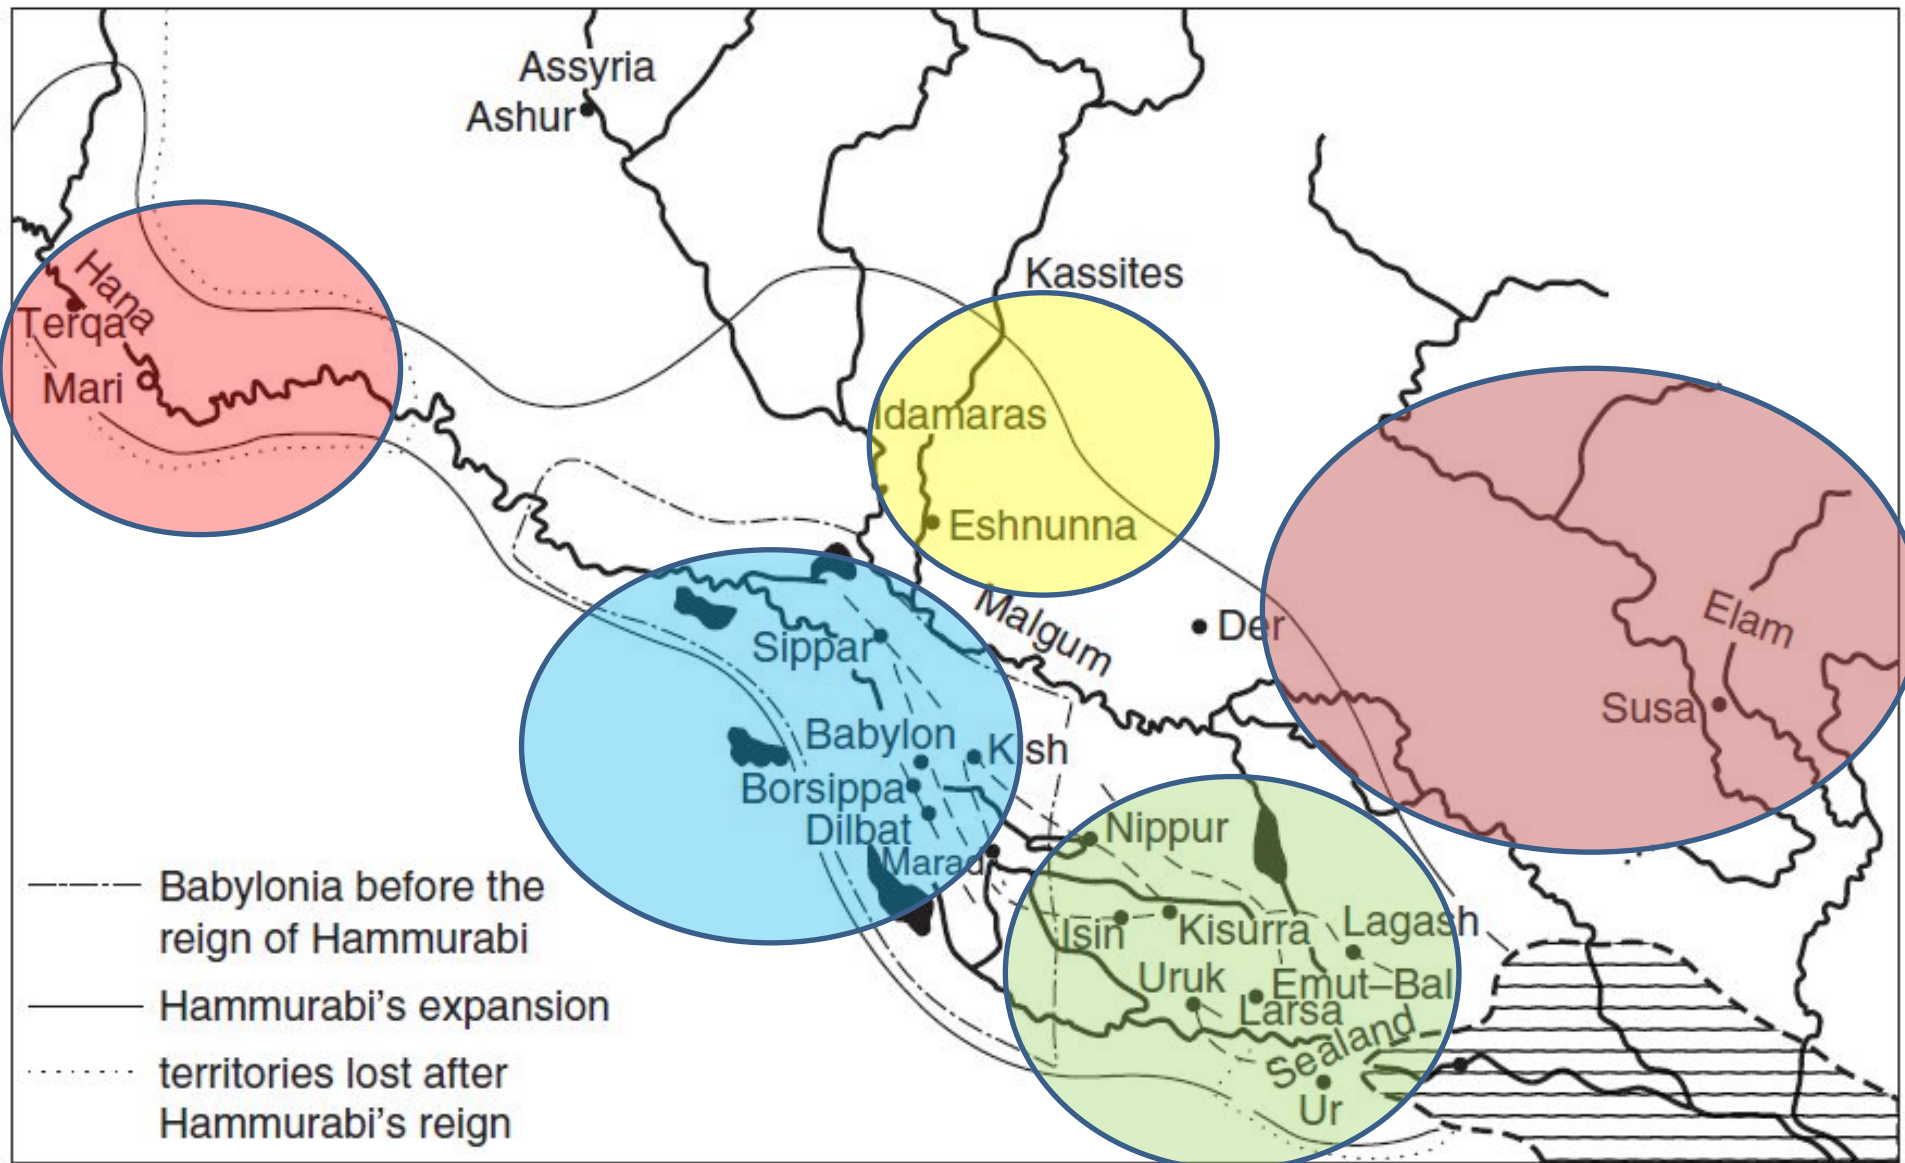 Assyria
Ashur
Kassites
Hana
Terqa
Mari
Idamaras
Eshnunna
Malgum
Der
Elam
Susa
Sippar
Babylon
Kish
Borsippa
Dilbat
Marad
Nippur
Isin
Kisurra
Lagash
Uruk
Emut–Bal
Larsa
Sealand
Ur
Babylonia before the
reign of Hammurabi
Hammurabi’s expansion
territories lost after
Hammurabi’s reign